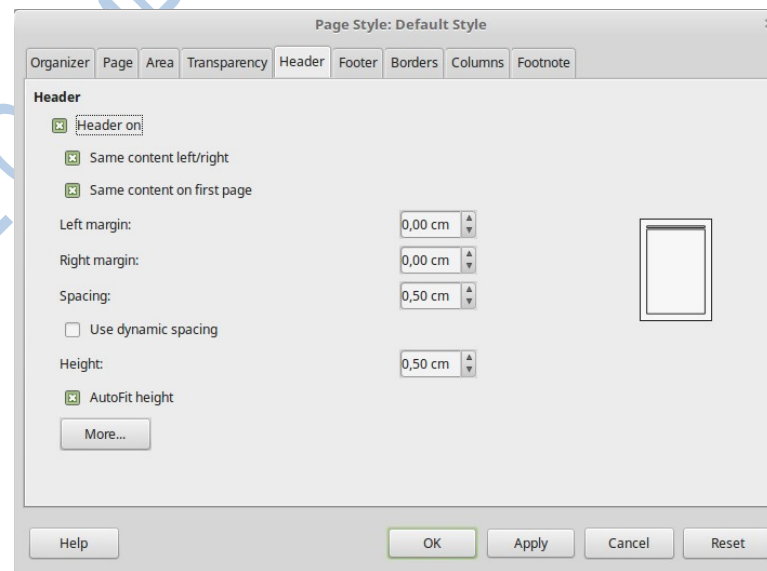 Page Style: Default Style
Organizer Page Area Transparency Header Footer Borders Columns Footnote
Header
Header on
Same content left/right
Same content on first page
Left margin: 0,00 cm
Right margin: 0,00 cm
Spacing: 0,50 cm
Use dynamic spacing
Height: 0,50 cm
AutoFit height
More...
Help OK Apply Cancel Reset